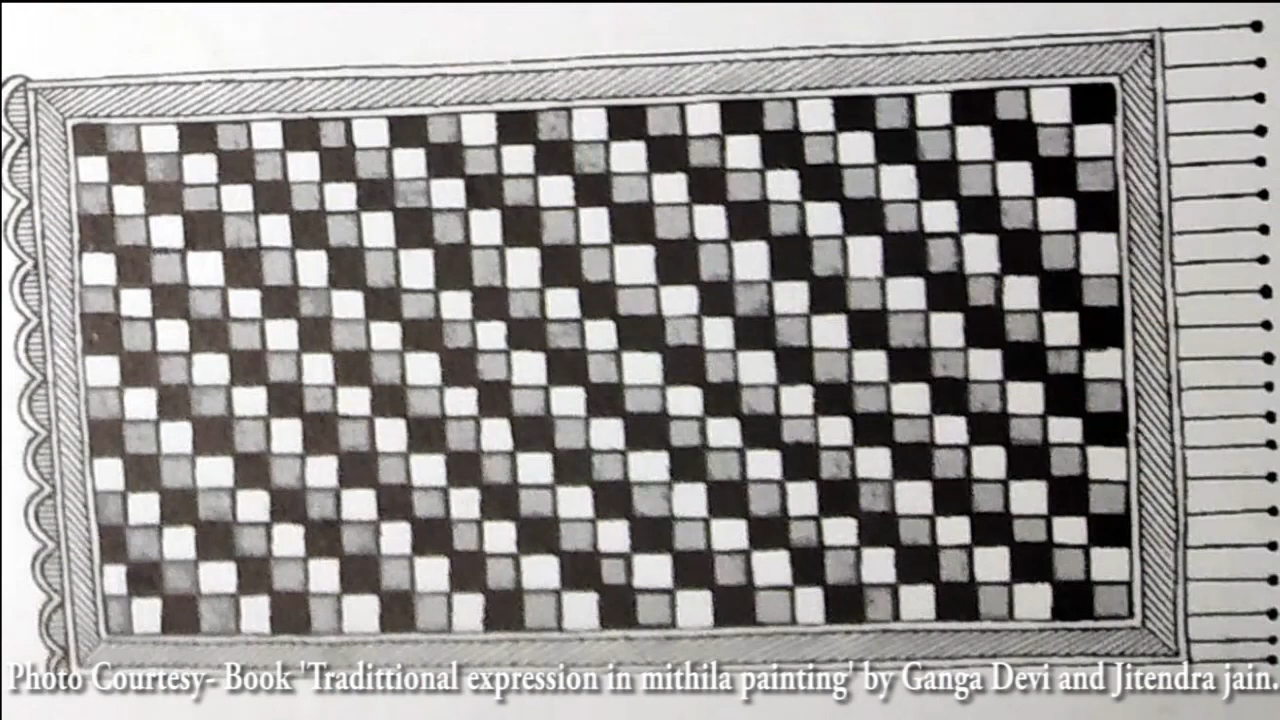 Photo Courtesy- Book 'Tradittional expression in mithila painting' by Ganga Devi and Jitendra jain.